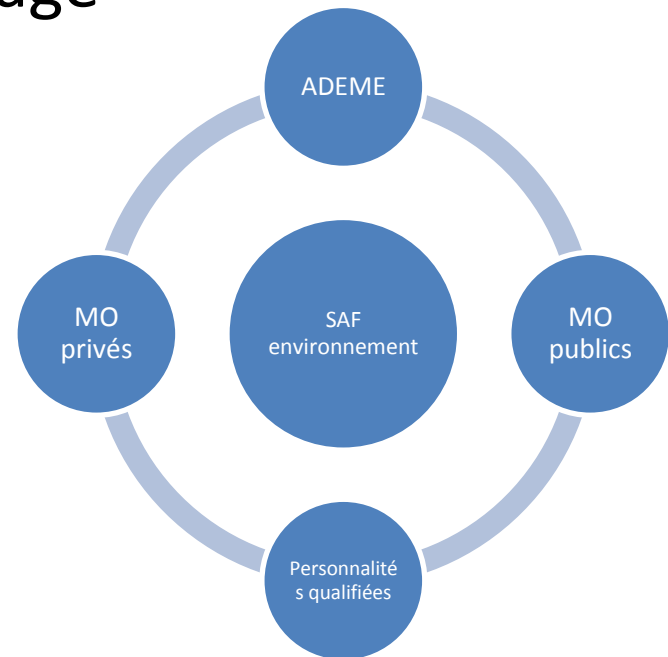 ADEME
MO
privés
SAF
environnement
MO
publics
Personnalité
s qualifiées